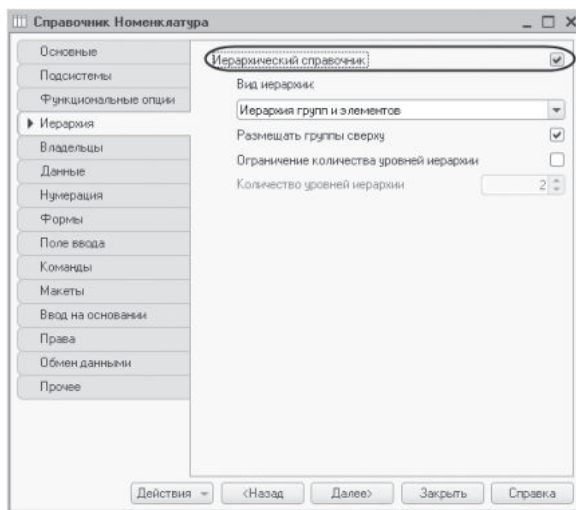 Справочник Номенклатура
Основные
Подсистемы
Функциональные опции
Иерархия
Владельцы
Данные
Нумерация
Формы
Поле ввода
Команды
Макеты
Ввод на основании
Права
Обмен данными
Прочее
Иерархический справочник
Вид иерархии:
Иерархия групп и элементов
Размещать группы сверху
Ограничение количества уровней иерархии
Количество уровней иерархии 2
Действия <Назад Далее> Закрыть Справка